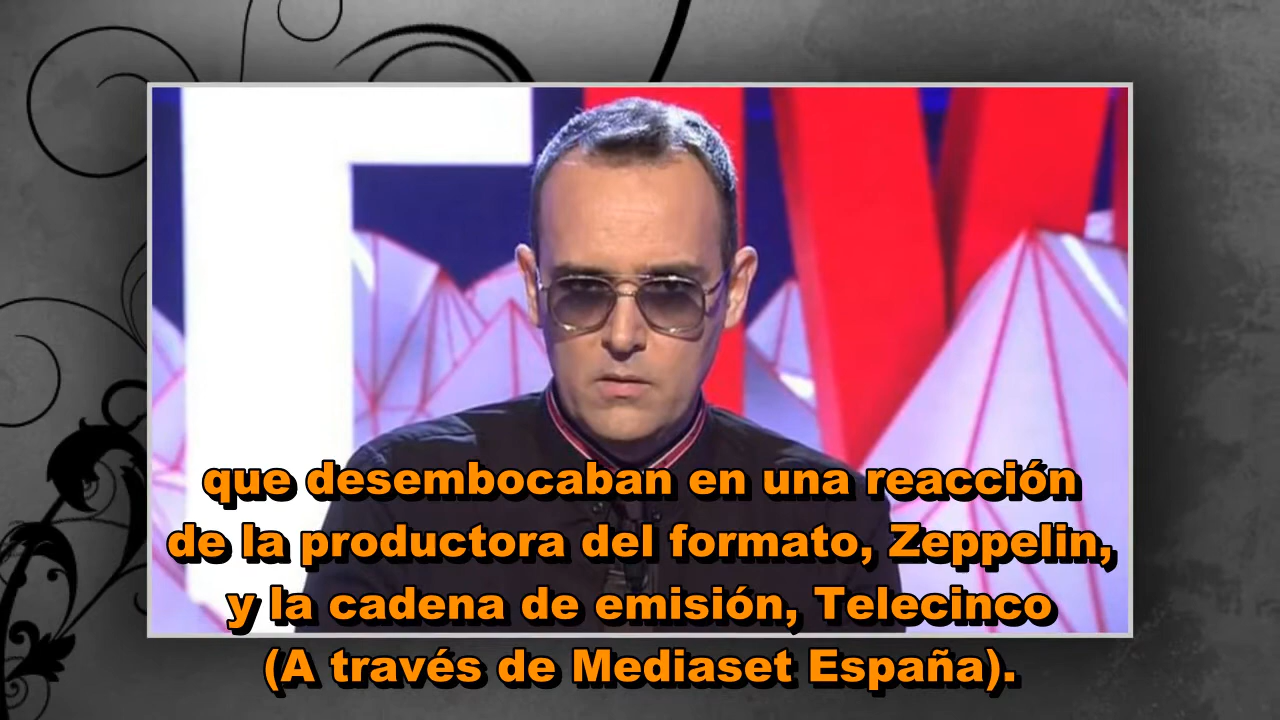 que desembocaban en una reacción
de la productora del formato, Zeppelin,
y la cadena de emisión, Telecinco
(A través de Mediaset España).